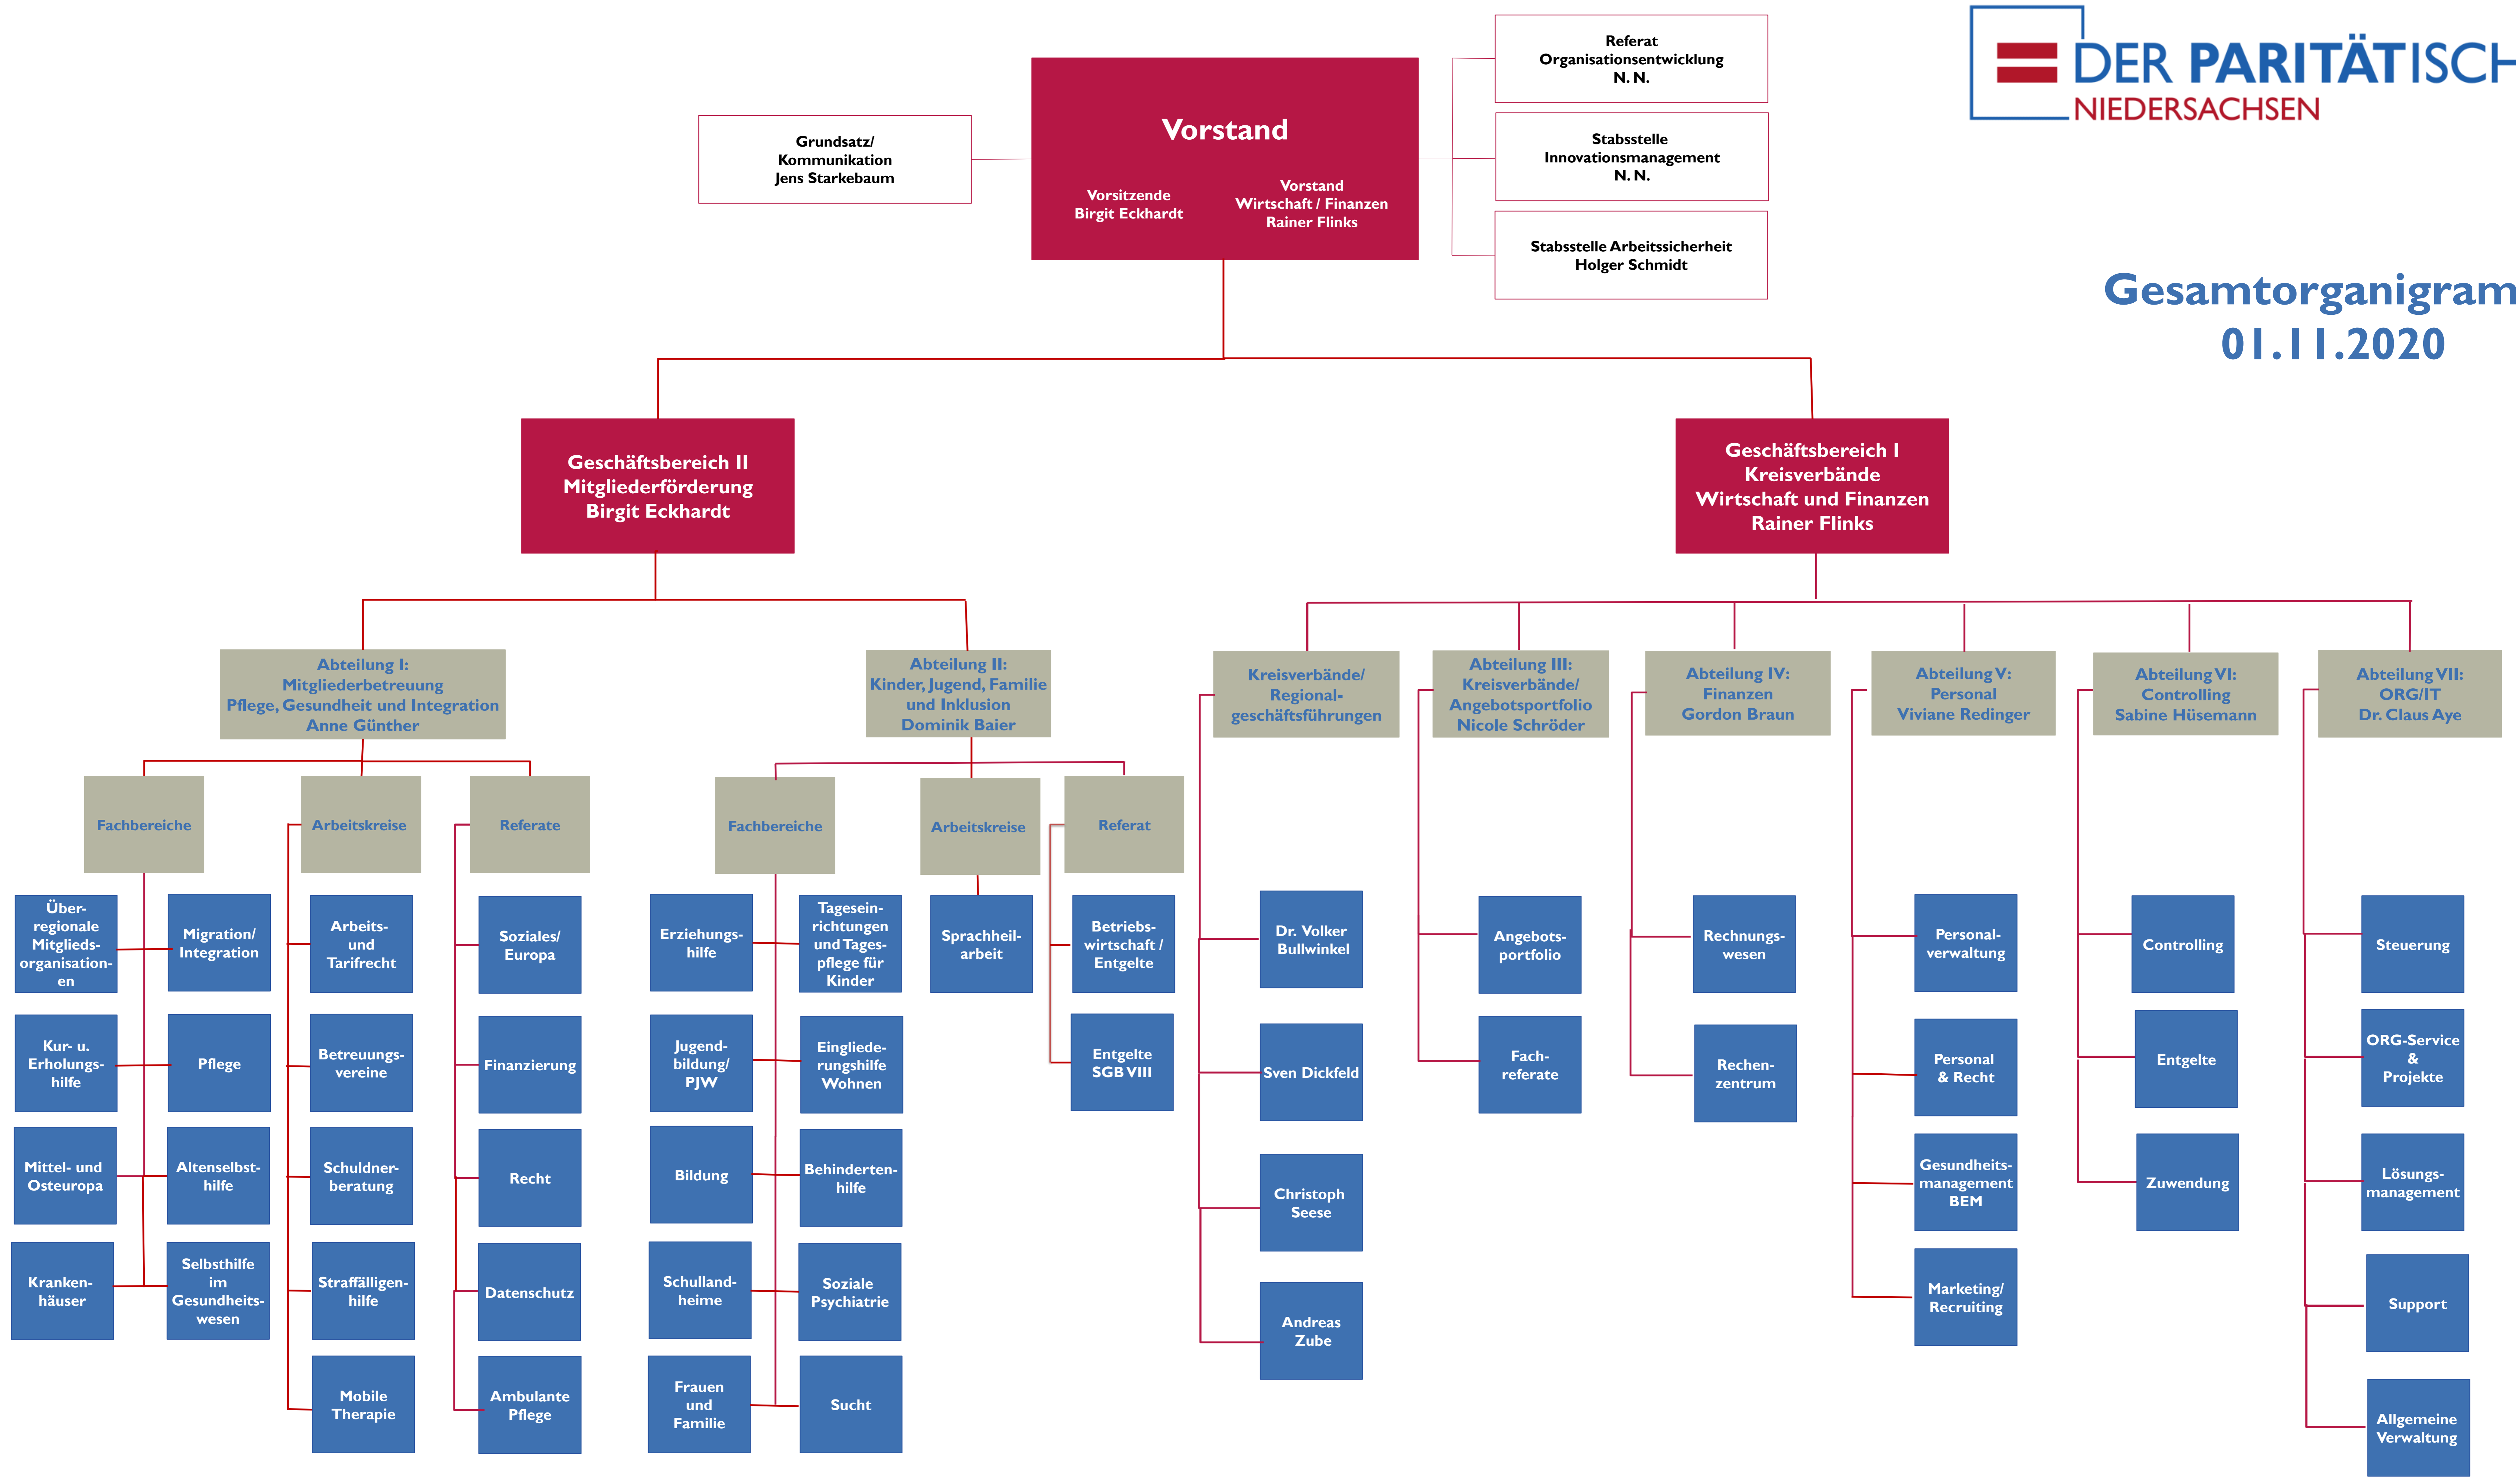 DER PARITÄTISCH
NIEDERSACHSEN
Gesamtorganigram
01.11.2020
Referat
Organisationsentwicklung
N. N.
Grundsatz/
Kommunikation
Jens Starkebaum
Vorstand
Vorsitzende
Birgit Eckhardt
Vorstand
Wirtschaft / Finanzen
Rainer Flinks
Stabsstelle
Innovationsmanagement
N. N.
Stabsstelle Arbeitssicherheit
Holger Schmidt
Geschäftsbereich II
Mitgliederförderung
Birgit Eckhardt
Geschäftsbereich I
Kreisverbände
Wirtschaft und Finanzen
Rainer Flinks
Abteilung I:
Mitgliederbetreuung
Pflege, Gesundheit und Integration
Anne Günther
Abteilung II:
Kinder, Jugend, Familie
und Inklusion
Dominik Baier
Kreisverbände/
Regional-
geschäftsführungen
Abteilung III:
Kreisverbände/
Angebotsportfolio
Nicole Schröder
Abteilung IV:
Finanzen
Gordon Braun
Abteilung V:
Personal
Viviane Redinger
Abteilung VI:
Controlling
Sabine Hüsemann
Abteilung VII:
ORG/IT
Dr. Claus Aye
Fachbereiche
Arbeitskreise
Referate
Fachbereiche
Arbeitskreise
Referat
Über-
regionale
Mitglieds-
organisation-
en
Migration/
Integration
Arbeits-
und
Tarifrecht
Soziales/
Europa
Erziehungs-
hilfe
Tagesein-
richtungen
und Tages-
pflege für
Kinder
Sprachheil-
arbeit
Betriebs-
wirtschaft /
Entgelte
Dr. Volker
Bullwinkel
Angebots-
portfolio
Rechnungs-
wesen
Personal-
verwaltung
Controlling
Steuerung
Kur- u.
Erholungs-
hilfe
Pflege
Betreuungs-
vereine
Finanzierung
Jugend-
bildung/
PJW
Eingliede-
rungshilfe
Wohnen
Entgelte
SGB VIII
Sven Dickfeld
Fach-
referate
Rechen-
zentrum
Personal
& Recht
Entgelte
ORG-Service
&
Projekte
Mittel- und
Osteuropa
Altenselbst-
hilfe
Schuldner-
beratung
Recht
Bildung
Behinderten-
hilfe
Christoph
Seese
Gesundheits-
management
BEM
Zuwendung
Lösungs-
management
Kranken-
häuser
Selbsthilfe
im
Gesundheits-
wesen
Straffälligen-
hilfe
Datenschutz
Schulland-
heime
Soziale
Psychiatrie
Andreas
Zube
Marketing/
Recruiting
Support
Mobile
Therapie
Ambulante
Pflege
Frauen
und
Familie
Sucht
Allgemeine
Verwaltung